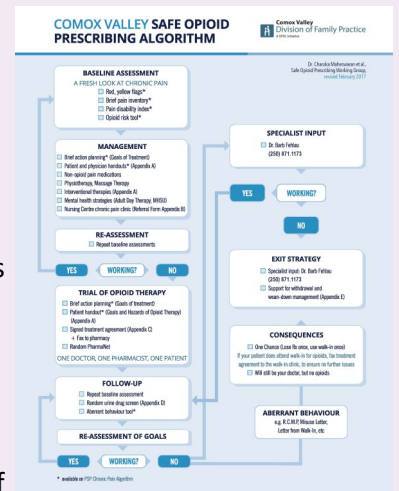 COMOX VALLEY SAFE OPIOID
PRESCRIBING ALGORITHM
Comox Valley
Division of Family Practice
A GPSC initiative
Dr. Charuka Maheswaren et al.,
Safe Opioid Prescribing Working Group,
revised February 2017
BASELINE ASSESSMENT
A FRESH LOOK AT CHRONIC PAIN
Red, yellow flags*
Brief pain inventory*
Pain disability index*
Opioid risk tool*
MANAGEMENT
Brief action planning* (Goals of Treatment)
Patient and physician handouts* (Appendix A)
Non-opioid pain medications
Physiotherapy, Massage Therapy
Interventional therapies (Appendix A)
Mental health strategies (Adult Day Therapy, MHSU)
Nursing Centre chronic pain clinic (Referral Form Appendix B)
RE-ASSESSMENT
Repeat baseline assessments
YES
WORKING?
NO
TRIAL OF OPIOID THERAPY
Brief action planning* (Goals of treatment)
Patient handout* (Goals and Hazards of Opioid Therapy)
(Appendix A)
Signed treatment agreement (Appendix C)
+ Fax to pharmacy
Random PharmaNet
ONE DOCTOR, ONE PHARMACIST, ONE PATIENT
FOLLOW-UP
Repeat baseline assessment
Random urine drug screen (Appendix D)
Aberrant behaviour tool*
RE-ASSESSMENT OF GOALS
YES
WORKING?
NO
* available on PSP Chronic Pain Algorithm
SPECIALIST INPUT
Dr. Barb Fehlau
(250) 871.1173
YES
WORKING?
NO
EXIT STRATEGY
Specialist input: Dr. Barb Fehlau
(250) 871.1173
Support for withdrawal and
wean-down management (Appendix E)
CONSEQUENCES
One Chance (Lose Rx once, use walk-in once)
If your patient does attend walk-in for opioids, fax treatment
agreement to the walk-in clinic, to ensure no further issues
Will still be your doctor, but no opioids
ABERRANT BEHAVIOUR
e.g. R.C.M.P, Misuse Letter,
Letter from Walk-In, etc
s
f